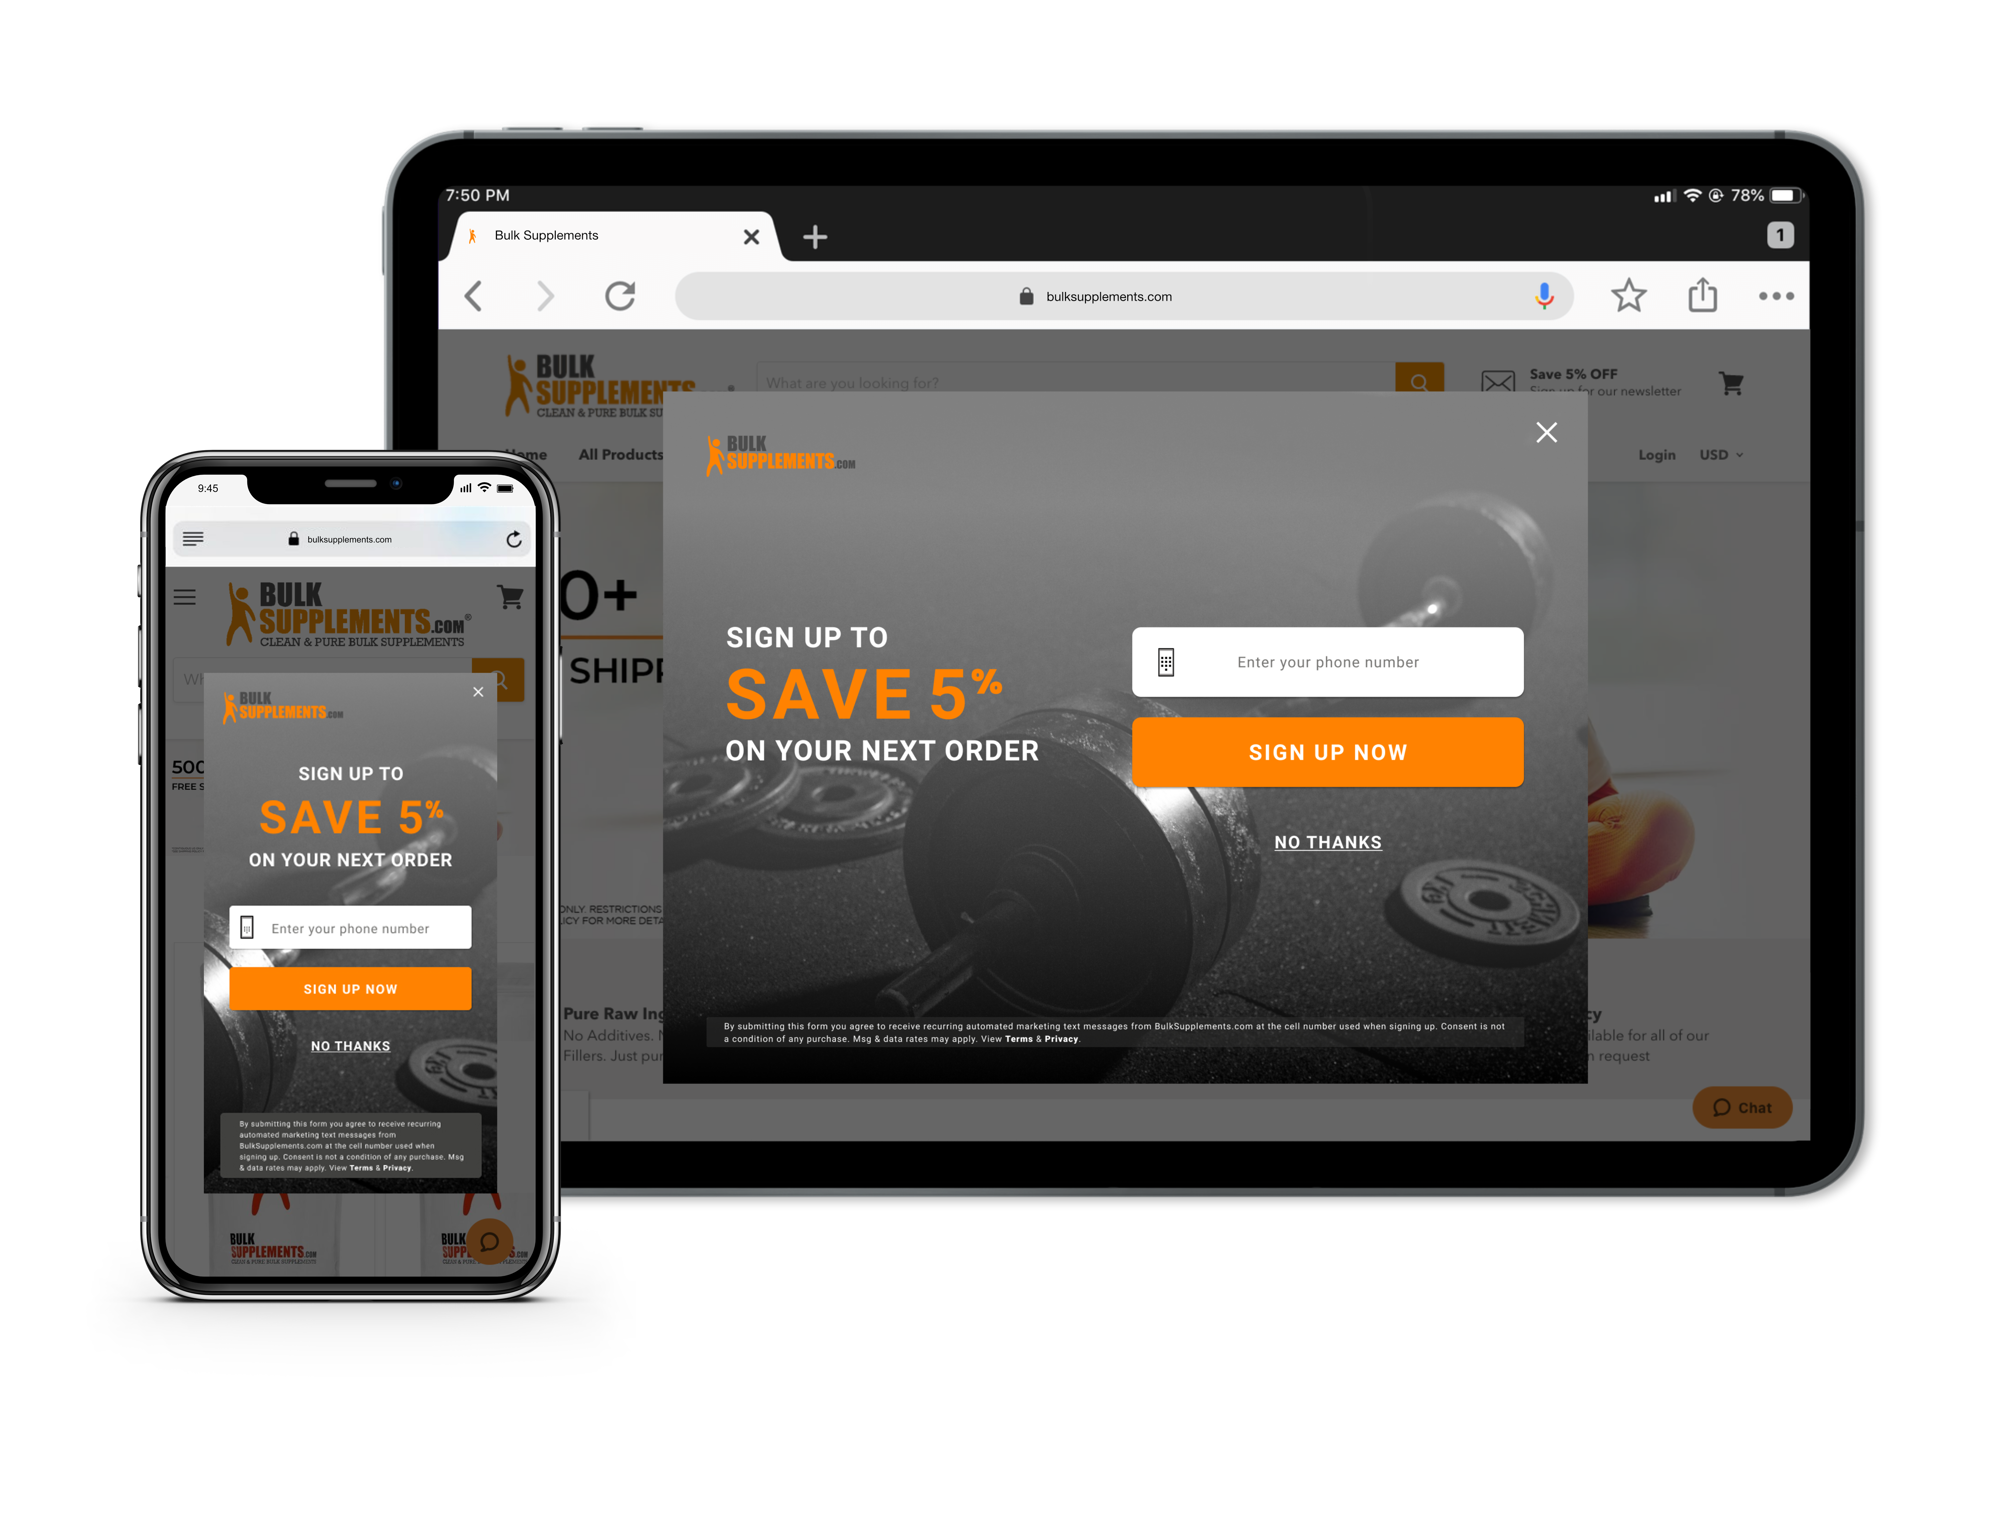 7:50 PM
78%
Bulk Supplements
1
bulksupplements.com
BULK
SUPPLEMENTS
CLEAN & PURE BULK
What are you looking for?
Save 5% OFF
Sign up for our newsletter
Home
All Products
Login
USD
BULK
SUPPLEMENTS.COM
0+
SHIPP
SIGN UP TO
SAVE 5%
ON YOUR NEXT ORDER
Enter your phone number
SIGN UP NOW
NO THANKS
ONLY. RESTRICTIONS
ICY FOR MORE DETA
Pure Raw Ing
No Additives.
Fillers. Just pur
cy
ilable for all of our
n request
By submitting this form you agree to receive recurring automated marketing text messages from BulkSupplements.com at the cell number used when signing up. Consent is not
a condition of any purchase. Msg & data rates may apply. View Terms & Privacy.
Chat
9:45
bulksupplements.com
BULK
SUPPLEMENTS.COM®
CLEAN & PURE BULK SUPPLEMENTS
Wh
BULK
SUPPLEMENTS.COM
500
FREE S
SIGN UP TO
SAVE 5%
ON YOUR NEXT ORDER
Enter your phone number
SIGN UP NOW
NO THANKS
By submitting this form you agree to receive recurring
automated marketing text messages from
BulkSupplements.com at the cell number used when
signing up. Consent is not a condition of any purchase. Msg
& data rates may apply. View Terms & Privacy.
BULK
SUPPLEMENTS.COM
CLEAN & PURE BULK SUPPLEMENTS
BULK
SUPP